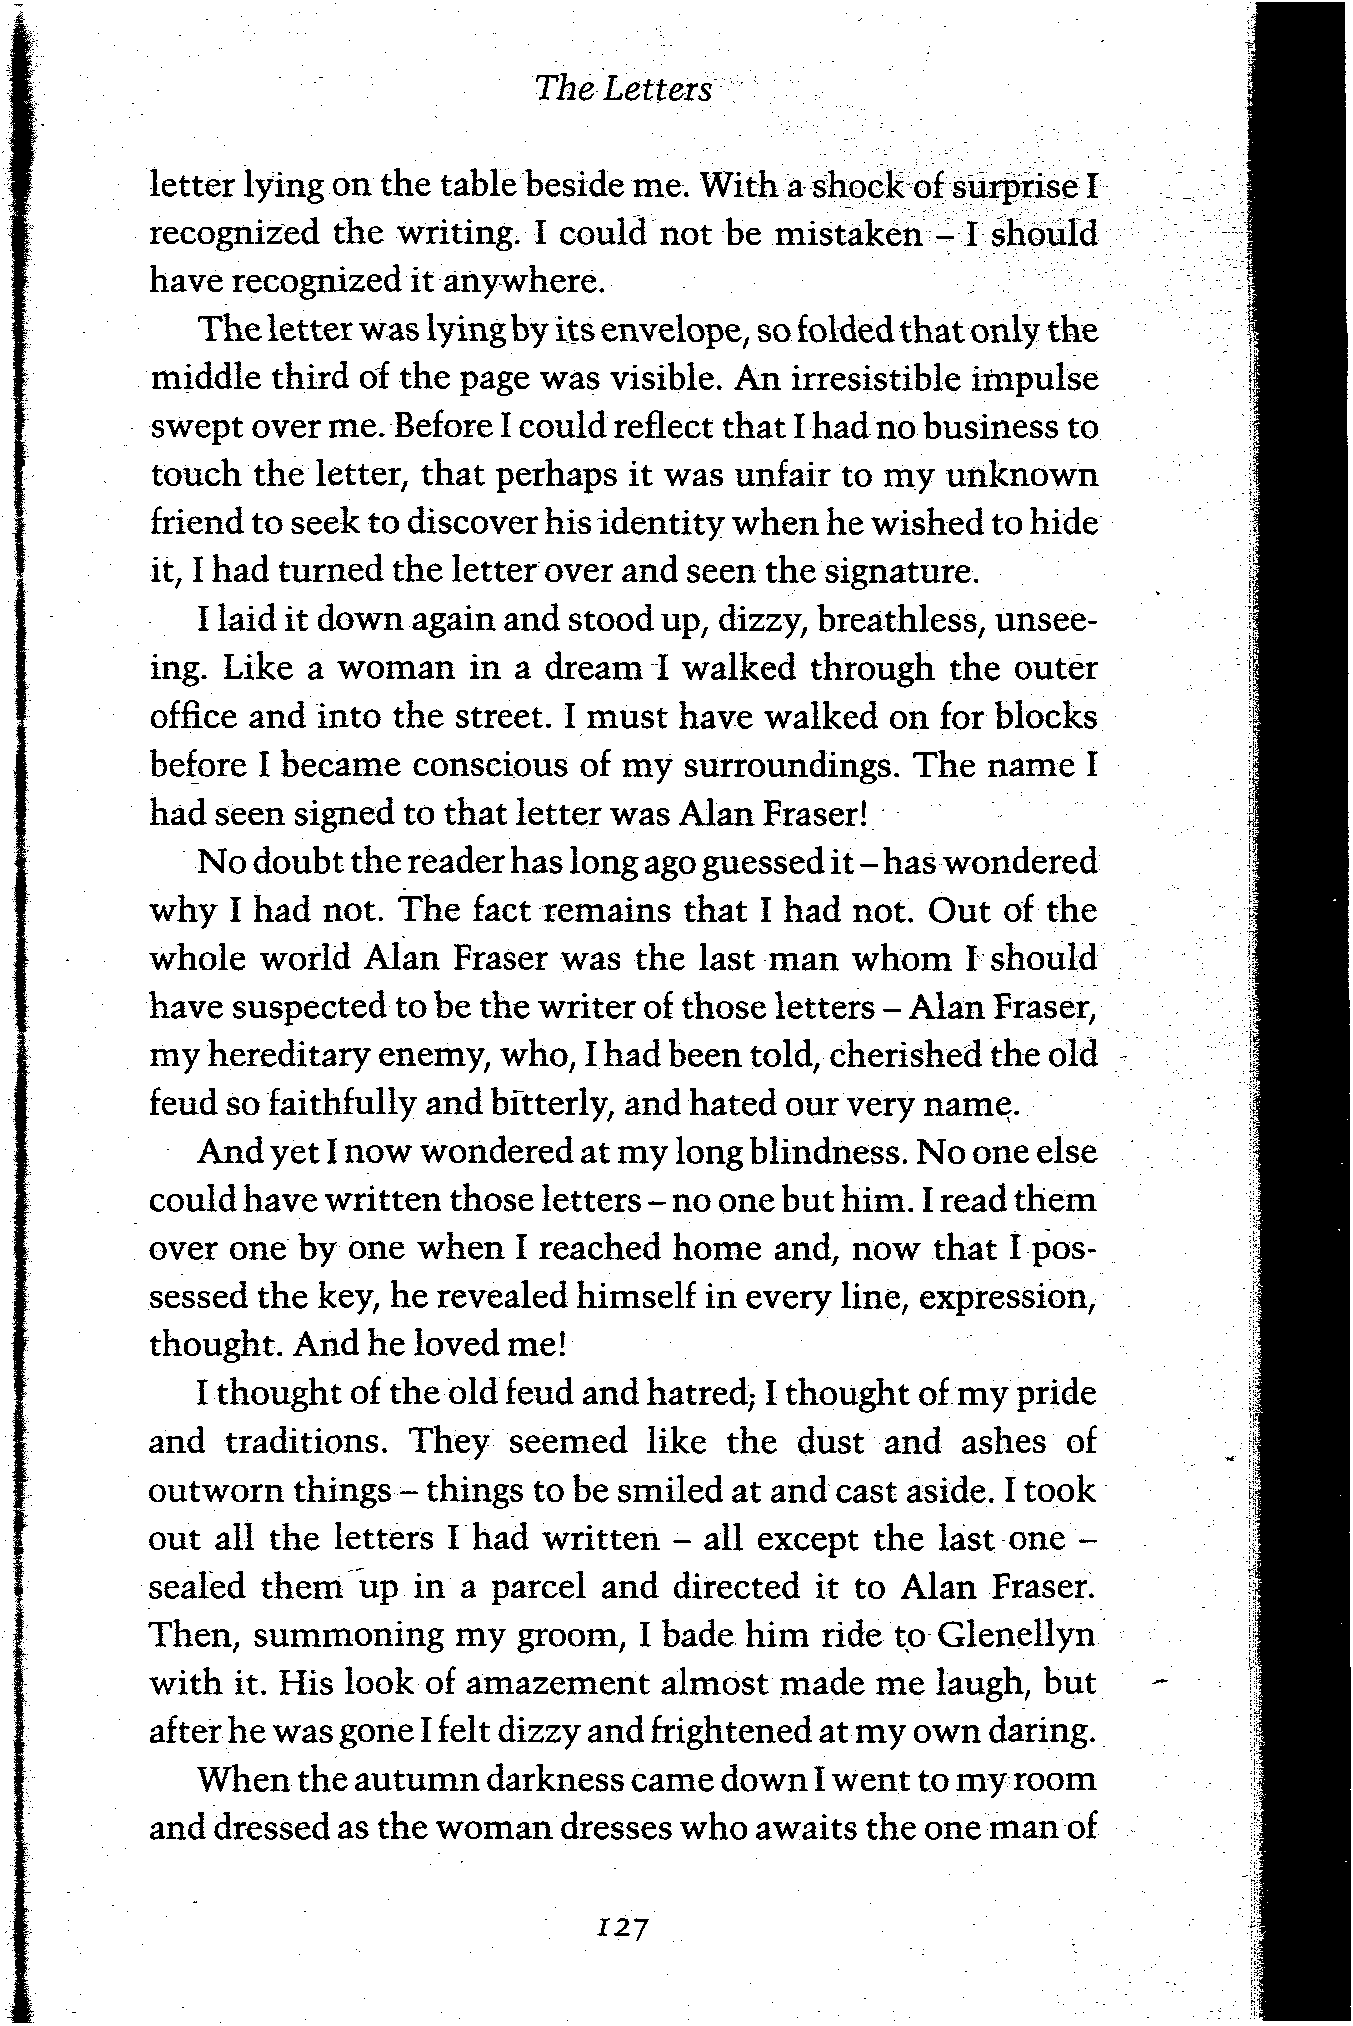 The Letters
letter lying on the table beside me. With a shock of surprise I
recognized the writing. I could not be mistaken – I should
have recognized it anywhere.
The letter was lying by its envelope, so folded that only the
middle third of the page was visible. An irresistible impulse
swept over me. Before I could reflect that I had no business to
touch the letter, that perhaps it was unfair to my unknown
friend to seek to discover his identity when he wished to hide
it, I had turned the letter over and seen the signature.
I laid it down again and stood up, dizzy, breathless, unsee-
ing. Like a woman in a dream I walked through the outer
office and into the street. I must have walked on for blocks
before I became conscious of my surroundings. The name I
had seen signed to that letter was Alan Fraser!
No doubt the reader has long ago guessed it – has wondered
why I had not. The fact remains that I had not. Out of the
whole world Alan Fraser was the last man whom I should
have suspected to be the writer of those letters – Alan Fraser,
my hereditary enemy, who, I had been told, cherished the old
feud so faithfully and bitterly, and hated our very name.
And yet I now wondered at my long blindness. No one else
could have written those letters – no one but him. I read them
over one by one when I reached home and, now that I pos-
sessed the key, he revealed himself in every line, expression,
thought. And he loved me!
I thought of the old feud and hatred; I thought of my pride
and traditions. They seemed like the dust and ashes of
outworn things – things to be smiled at and cast aside. I took
out all the letters I had written – all except the last one –
sealed them up in a parcel and directed it to Alan Fraser.
Then, summoning my groom, I bade him ride to Glenellyn
with it. His look of amazement almost made me laugh, but
after he was gone I felt dizzy and frightened at my own daring.
When the autumn darkness came down I went to my room
and dressed as the woman dresses who awaits the one man of
127